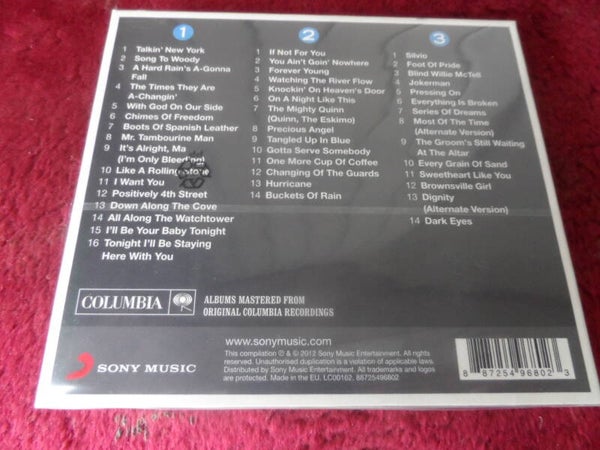 1
1 Talkin' New York
2 Song To Woody
3 A Hard Rain's A-Gonna
Fall
4 The Times They Are
A-Changin'
5 With God On Our Side
6 Chimes Of Freedom
7 Boots Of Spanish Leather
8 Mr. Tambourine Man
9 It's Alright, Ma
(I'm Only Bleeding)
10 Like A Rolling Stone
11 I Want You
12 Positively 4th Street
13 Down Along The Cove
14 All Along The Watchtower
15 I'll Be Your Baby Tonight
16 Tonight I'll Be Staying
Here With You
2
1 If Not For You
2 You Ain't Goin' Nowhere
3 Forever Young
4 Watching The River Flow
5 Knockin' On Heaven's Door
6 On A Night Like This
7 The Mighty Quinn
(Quinn, The Eskimo)
8 Precious Angel
9 Tangled Up In Blue
10 Gotta Serve Somebody
11 One More Cup Of Coffee
12 Changing Of The Guards
13 Hurricane
14 Buckets Of Rain
3
1 Silvio
2 Foot Of Pride
3 Blind Willie McTell
4 Jokerman
5 Pressing On
6 Everything Is Broken
7 Series Of Dreams
8 Most Of The Time
(Alternate Version)
9 The Groom's Still Waiting
At The Altar
10 Every Grain Of Sand
11 Sweetheart Like You
12 Brownsville Girl
13 Dignity
(Alternate Version)
14 Dark Eyes
COLUMBIA
ALBUMS MASTERED FROM
ORIGINAL COLUMBIA RECORDINGS
SONY MUSIC
www.sonymusic.com
This compilation ℗ & © 2012 Sony Music Entertainment. All rights
reserved. Unauthorised duplication is a violation of applicable laws.
Distributed by Sony Music Entertainment. All trademarks and logos
are protected. Made in the EU. LC00162. 88725496802
8 87254 96802 3